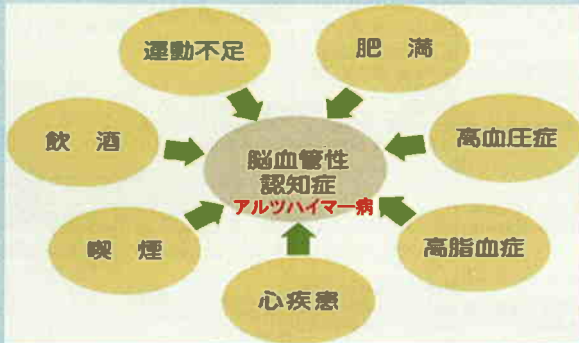 運動不足
肥 満
飲 酒
高血圧症
脳血管性
認知症
アルツハイマー病
喫 煙
高脂血症
心疾患